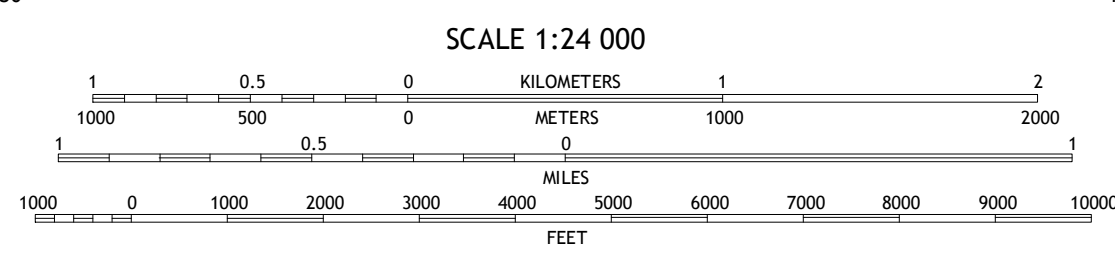 SCALE 1:24 000
1 0.5 0 KILOMETERS 1 2
1000 500 0 METERS 1000 2000
1 0.5 0 1
MILES
1000 0 1000 2000 3000 4000 5000 6000 7000 8000 9000 10000
FEET